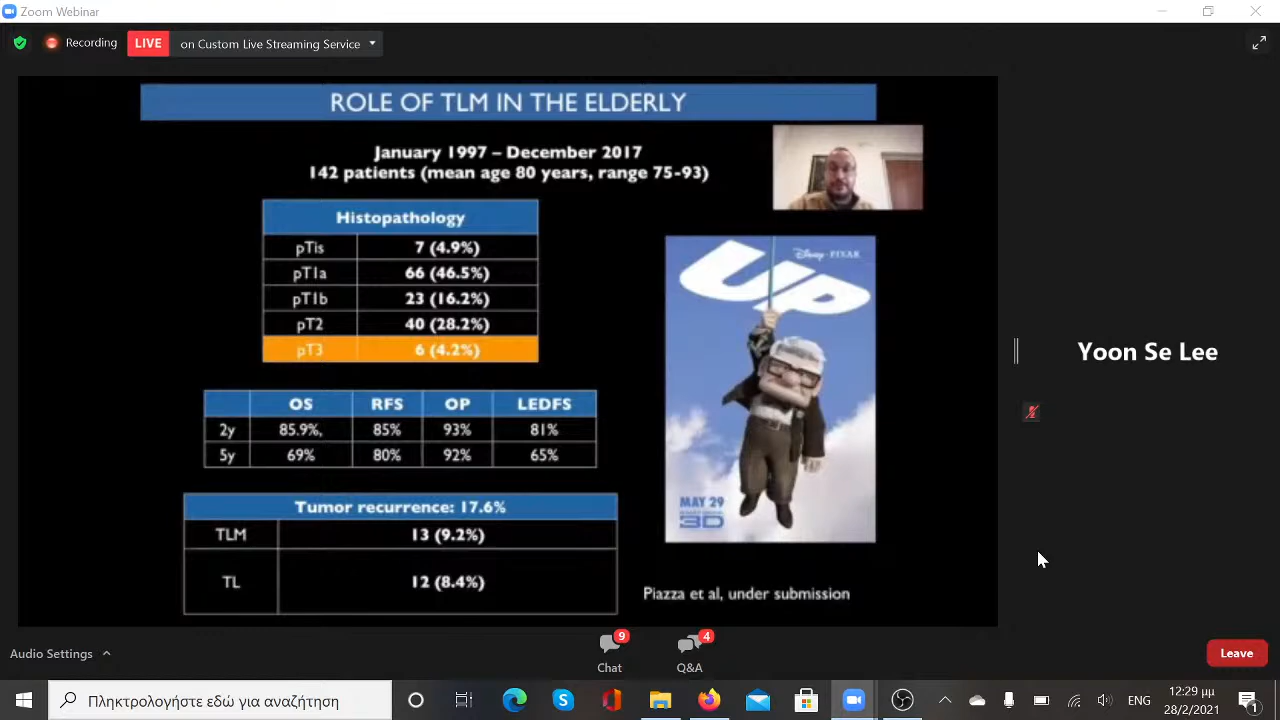 Zoom Webinar
Recording
LIVE
on Custom Live Streaming Service
ROLE OF TLM IN THE ELDERLY
January 1997 – December 2017
142 patients (mean age 80 years, range 75-93)
Histopathology
pTis 7 (4.9%)
pT1a 66 (46.5%)
pT1b 23 (16.2%)
pT2 40 (28.2%)
pT3 6 (4.2%)
OS RFS OP LEDFS
2y 85.9%, 85% 93% 81%
5y 69% 80% 92% 65%
Tumor recurrence: 17.6%
TLM 13 (9.2%)
TL 12 (8.4%)
Disney·PIXAR
UP
MAY 29
3D
Piazza et al, under submission
Yoon Se Lee
Audio Settings
9
Chat
4
Q&A
Leave
Πληκτρολογήστε εδώ για αναζήτηση
ENG
12:29 μμ
28/2/2021
1